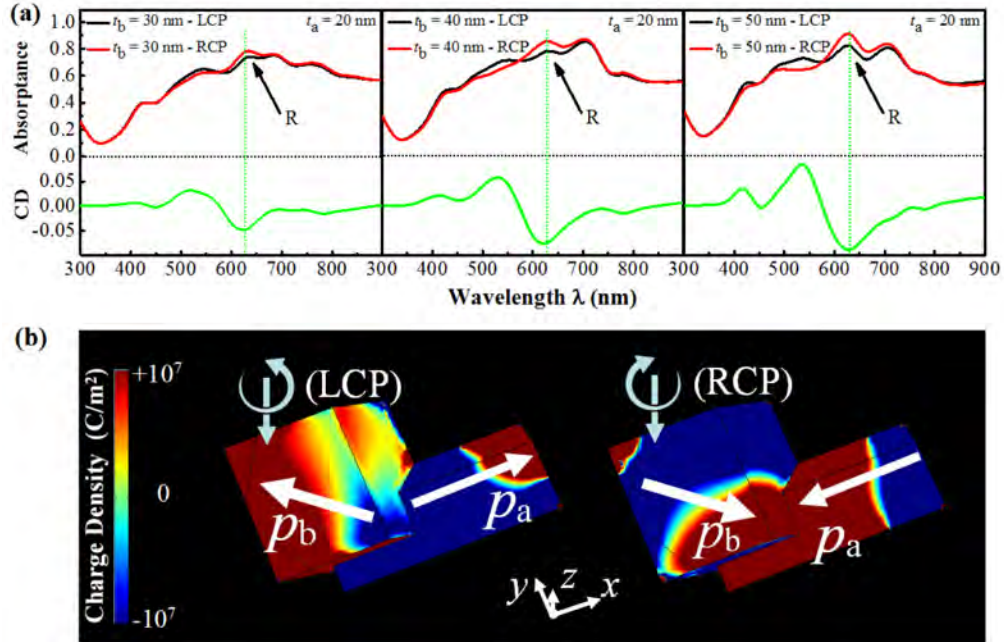 (a)
t_b = 30 nm - LCP
t_a = 20 nm
t_b = 30 nm - RCP
R
t_b = 40 nm - LCP
t_a = 20 nm
t_b = 40 nm - RCP
R
t_b = 50 nm - LCP
t_a = 20 nm
t_b = 50 nm - RCP
R
Absorptance
1.0
0.8
0.6
0.4
0.2
0.0
CD
0.05
0.00
-0.05
300 400 500 600 700 800 300 400 500 600 700 800 300 400 500 600 700 800 900
Wavelength λ (nm)
(b)
Charge Density (C/m²)
+10⁷
0
-10⁷
(LCP)
p_b
p_a
(RCP)
p_b
p_a
y
z
x